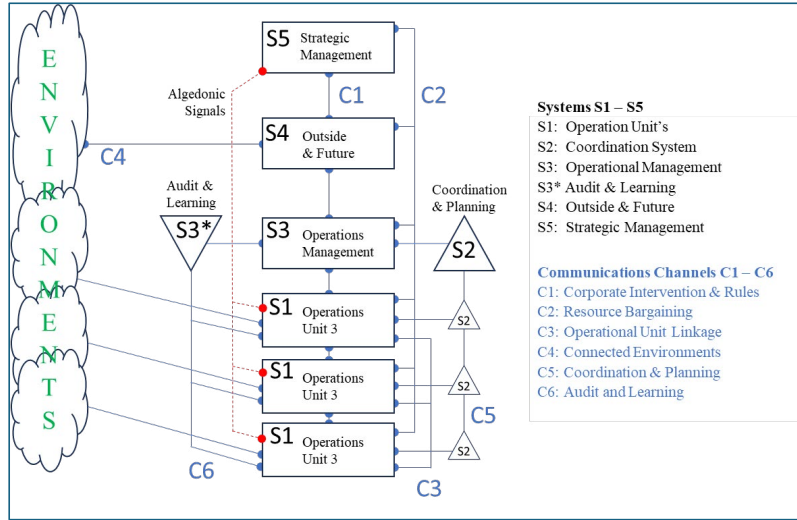 ENVIRONMENTS
S5 Strategic
Management
Algedonic
Signals
C1
C2
C4
S4 Outside
& Future
Audit &
Learning
S3*
S3 Operations
Management
Coordination
& Planning
S2
S1 Operations
Unit 3
S2
S1 Operations
Unit 3
S2
S1 Operations
Unit 3
S2
C5
C6
C3
Systems S1 – S5
S1: Operation Unit's
S2: Coordination System
S3: Operational Management
S3* Audit & Learning
S4: Outside & Future
S5: Strategic Management
Communications Channels C1 – C6
C1: Corporate Intervention & Rules
C2: Resource Bargaining
C3: Operational Unit Linkage
C4: Connected Environments
C5: Coordination & Planning
C6: Audit and Learning